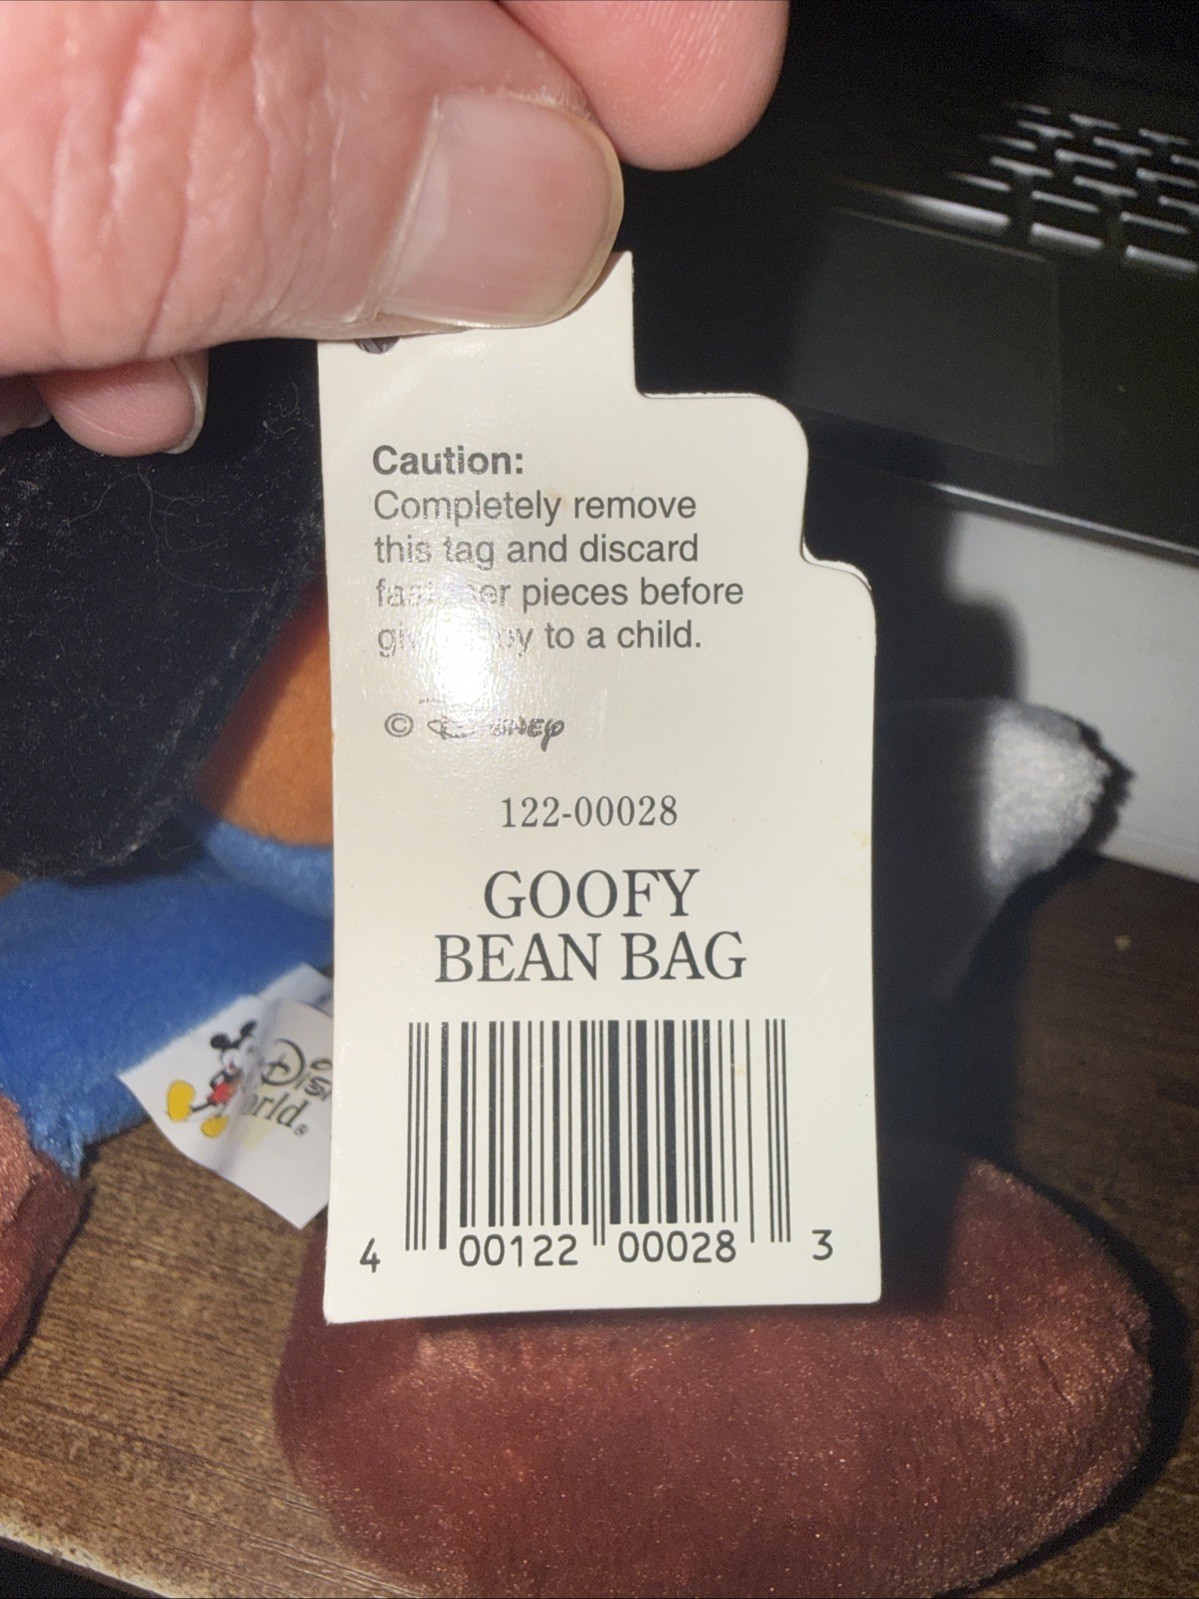 Caution:
Completely remove
this tag and discard
pieces before
to a child.
© Disney
122-00028
GOOFY
BEAN BAG
4 00122 00028 3